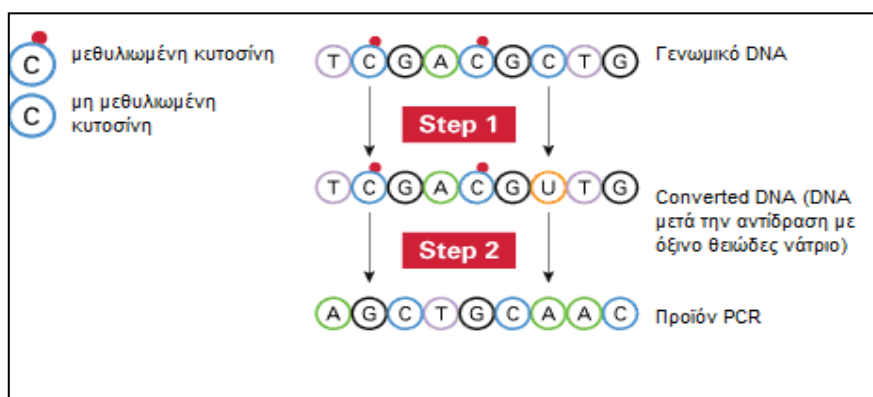 C μεθυλιωμένη κυτοσίνη
C μη μεθυλιωμένη
κυτοσίνη
T C G A C G C T G Γενωμικό DNA
Step 1
T C G A C G U T G Converted DNA (DNA
μετά την αντίδραση με
όξινο θειώδες νάτριο)
Step 2
A G C T G C A A C Προϊόν PCR